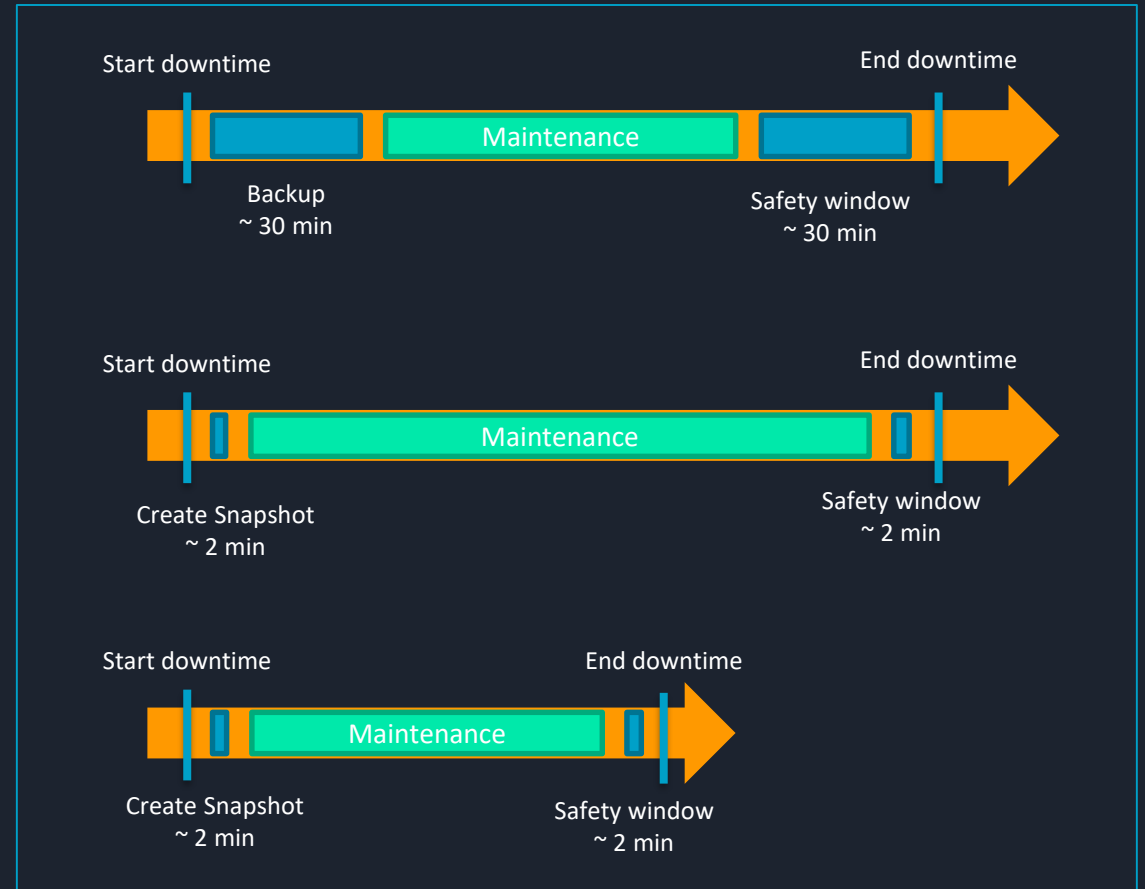 Start downtime
End downtime
Maintenance
Backup
~ 30 min
Safety window
~ 30 min
Start downtime
End downtime
Maintenance
Create Snapshot
~ 2 min
Safety window
~ 2 min
Start downtime
End downtime
Maintenance
Create Snapshot
~ 2 min
Safety window
~ 2 min